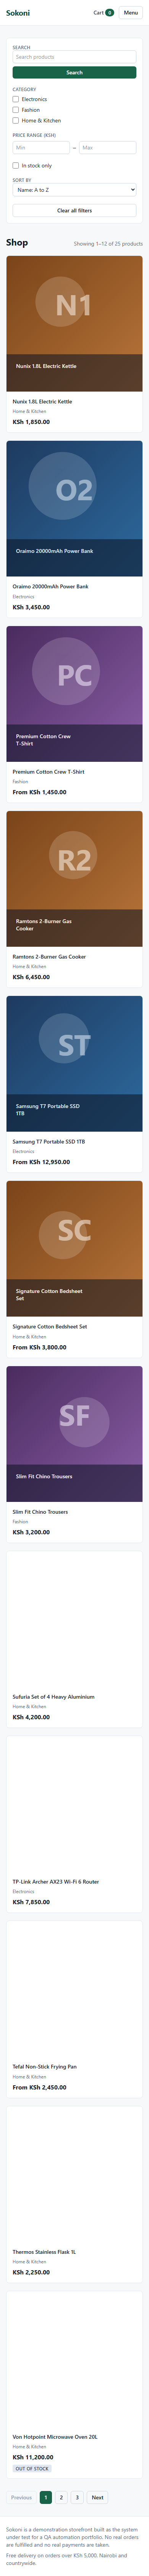 Sokoni
Cart 0
Menu
SEARCH
Search products
Search
CATEGORY
Electronics
Fashion
Home & Kitchen
PRICE RANGE (KSH)
Min – Max
In stock only
SORT BY
Name: A to Z
Clear all filters
Shop
Showing 1–12 of 25 products
N1
Nunix 1.8L Electric Kettle
Nunix 1.8L Electric Kettle
Home & Kitchen
KSh 1,850.00
O2
Oraimo 20000mAh Power Bank
Oraimo 20000mAh Power Bank
Electronics
KSh 3,450.00
PC
Premium Cotton Crew
T-Shirt
Premium Cotton Crew T-Shirt
Fashion
From KSh 1,450.00
R2
Ramtons 2-Burner Gas
Cooker
Ramtons 2-Burner Gas Cooker
Home & Kitchen
KSh 6,450.00
ST
Samsung T7 Portable SSD
1TB
Samsung T7 Portable SSD 1TB
Electronics
From KSh 12,950.00
SC
Signature Cotton Bedsheet
Set
Signature Cotton Bedsheet Set
Home & Kitchen
From KSh 3,800.00
SF
Slim Fit Chino Trousers
Slim Fit Chino Trousers
Fashion
KSh 3,200.00
Sufuria Set of 4 Heavy Aluminium
Home & Kitchen
KSh 4,200.00
TP-Link Archer AX23 Wi-Fi 6 Router
Electronics
KSh 7,850.00
Tefal Non-Stick Frying Pan
Home & Kitchen
From KSh 2,450.00
Thermos Stainless Flask 1L
Home & Kitchen
KSh 2,250.00
Von Hotpoint Microwave Oven 20L
Home & Kitchen
KSh 11,200.00
OUT OF STOCK
Previous 1 2 3 Next
Sokoni is a demonstration storefront built as the system
under test for a QA automation portfolio. No real orders
are fulfilled and no real payments are taken.
Free delivery on orders over KSh 5,000. Nairobi and
countrywide.